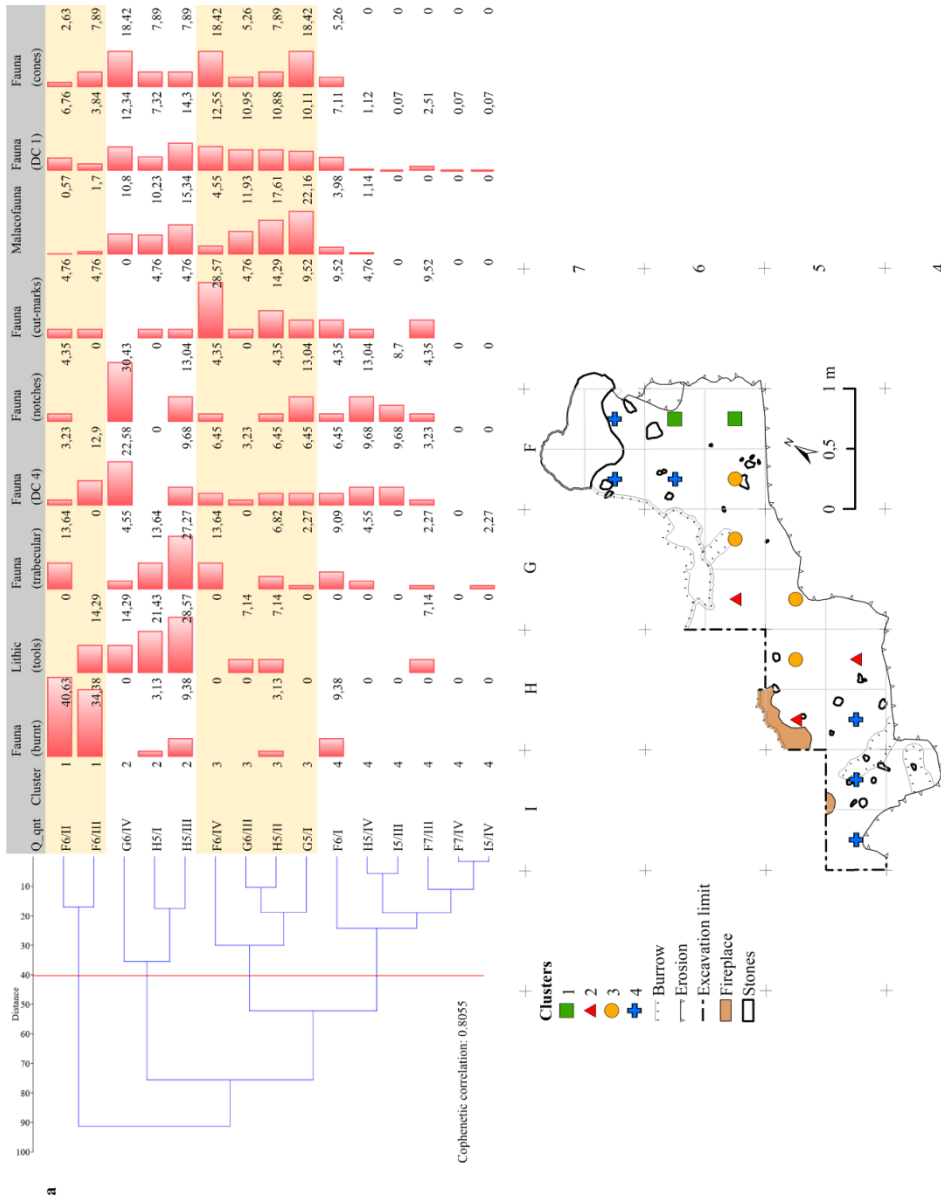 a
Distance
100 90 80 70 60 50 40 30 20 10
Cophenetic correlation: 0.8055
Q_qnt Cluster Fauna (burnt) Lithic (tools) Fauna (trabecular) Fauna (DC 4) Fauna (notches) Fauna (cut-marks) Malacofauna Fauna (DC 1) Fauna (cones)
F6/II 1 40,63 0 13,64 3,23 4,35 4,76 0,57 6,76 2,63
F6/III 1 34,38 14,29 0 12,9 0 4,76 1,7 3,84 7,89
G6/IV 2 0 14,29 4,55 22,58 30,43 0 10,8 12,34 18,42
H5/I 2 3,13 21,43 13,64 0 0 4,76 10,23 7,32 7,89
H5/III 2 9,38 28,57 27,27 9,68 13,04 4,76 15,34 14,3 7,89
F6/IV 3 0 0 13,64 6,45 4,35 28,57 4,55 12,55 18,42
G6/III 3 0 7,14 0 3,23 0 4,76 11,93 10,95 5,26
H5/II 3 3,13 7,14 6,82 6,45 4,35 14,29 17,61 10,88 7,89
G5/I 3 0 0 2,27 6,45 13,04 9,52 22,16 10,11 18,42
F6/I 4 9,38 0 9,09 6,45 4,35 9,52 3,98 7,11 5,26
H5/IV 4 0 0 4,55 9,68 13,04 4,76 1,14 1,12 0
I5/III 4 0 0 0 9,68 8,7 0 0 0,07 0
F7/III 4 0 7,14 2,27 3,23 4,35 9,52 0 2,51 0
F7/IV 4 0 0 0 0 0 0 0 0,07 0
I5/IV 4 0 0 2,27 0 0 0 0 0,07 0
Clusters
1
2
3
4
Burrow
Erosion
Excavation limit
Fireplace
Stones
I H G F
7
6
5
4
N
0 0,5 1 m